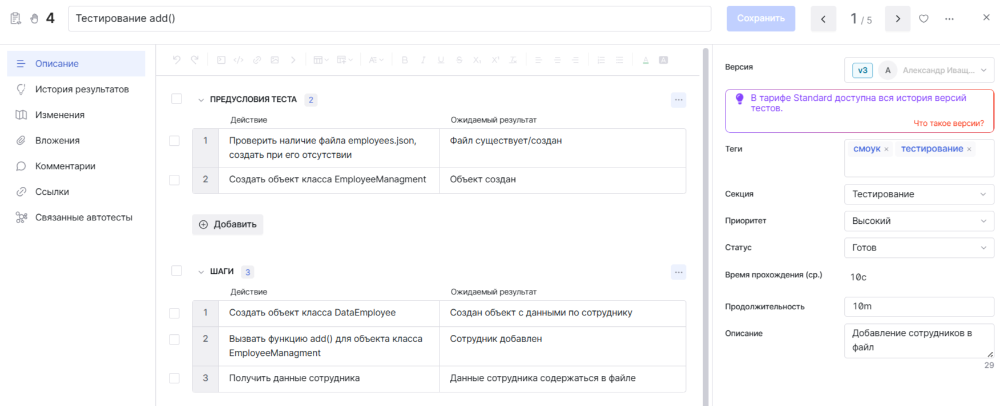 4 Тестирование add() Сохранить 1 / 5
Описание
История результатов
Изменения
Вложения
Комментарии
Ссылки
Связанные автотесты
ПРЕДУСЛОВИЯ ТЕСТА 2
Действие Ожидаемый результат
1 Проверить наличие файла employees.json, Файл существует/создан
создать при его отсутствии
2 Создать объект класса EmployeeManagment Объект создан
Добавить
ШАГИ 3
Действие Ожидаемый результат
1 Создать объект класса DataEmployee Создан объект с данными по сотруднику
2 Вызвать функцию add() для объекта класса Сотрудник добавлен
EmployeeManagment
3 Получить данные сотрудника Данные сотрудника содержаться в файле
Версия v3 A Александр Иващ...
В тарифе Standard доступна вся история версий
тестов.
Что такое версии?
Теги смоук × тестирование ×
Секция Тестирование
Приоритет Высокий
Статус Готов
Время прохождения (ср.) 10с
Продолжительность 10m
Описание Добавление сотрудников в
файл
29